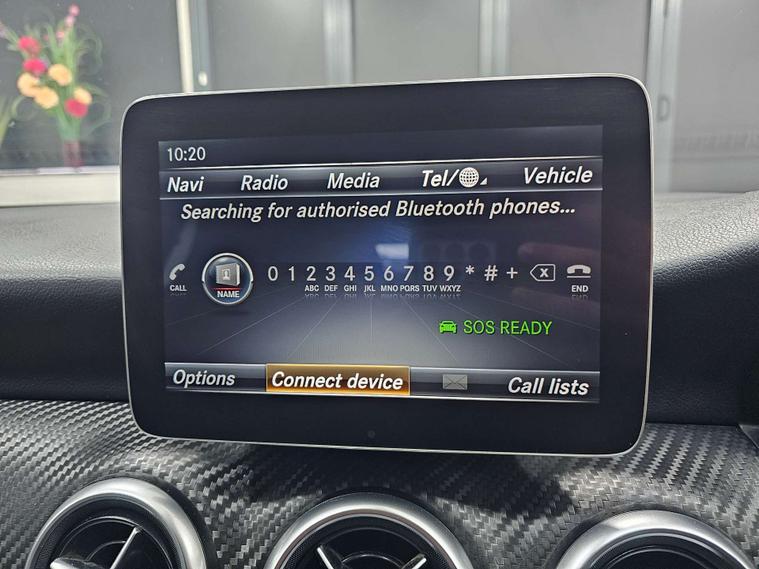 10:20
Navi Radio Media Tel/ Vehicle
Searching for authorised Bluetooth phones...
CALL NAME 0 1 2 3 4 5 6 7 8 9 * # + END
ABC DEF GHI JKL MNO PQRS TUV WXYZ
SOS READY
Options Connect device Call lists